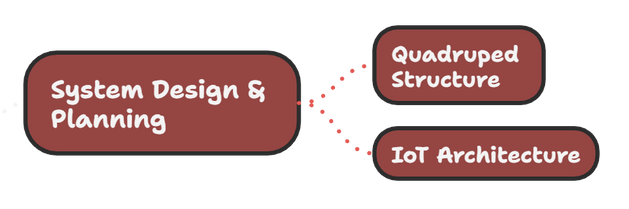 System Design &
Planning
Quadruped
Structure
IoT Architecture